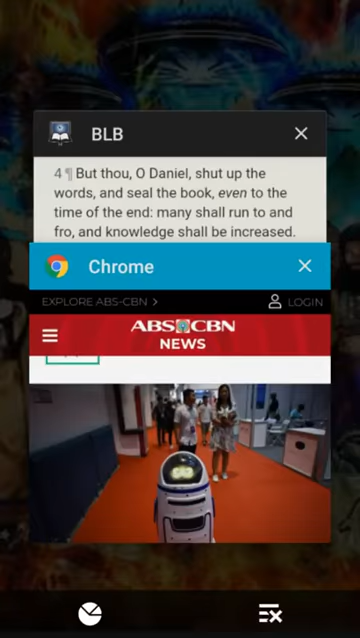 BLB
4 ¶ But thou, O Daniel, shut up the
words, and seal the book, even to the
time of the end: many shall run to and
fro, and knowledge shall be increased.
Chrome
EXPLORE ABS-CBN > LOGIN
ABS-CBN
NEWS